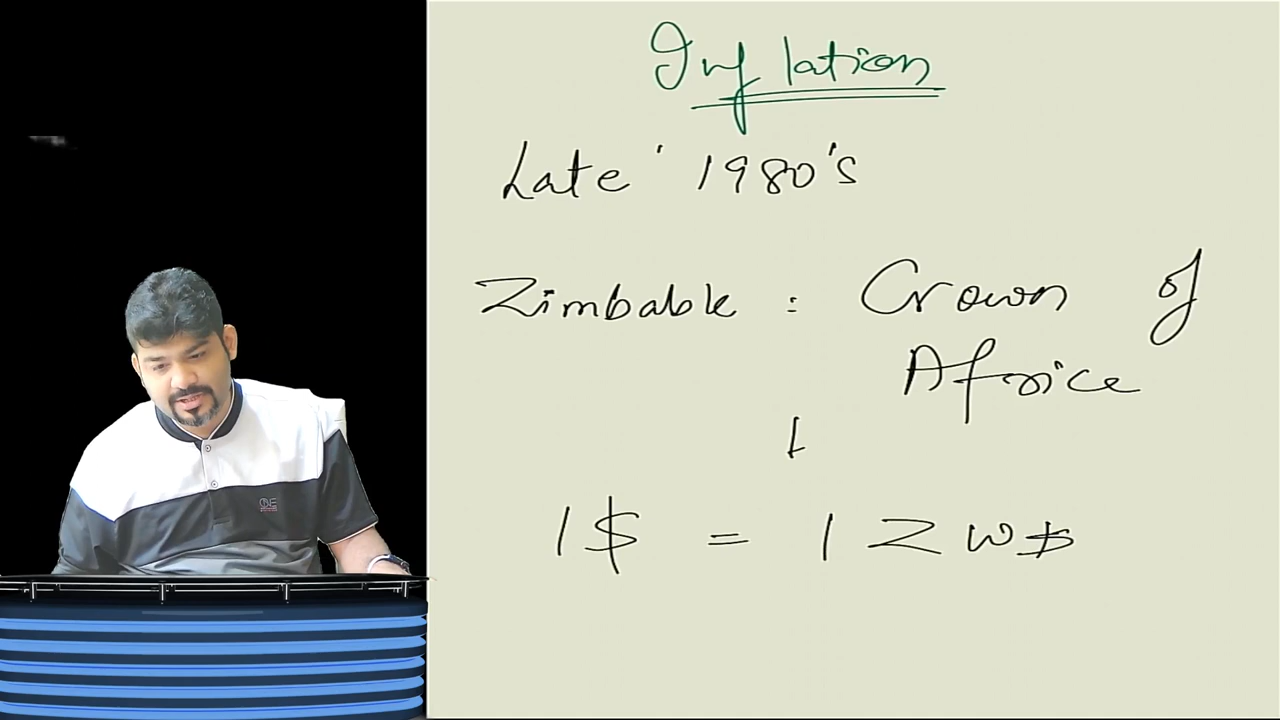 Inflation
Late '1980's
Zimbable : Crown of
Africe
1$ = 1 ZW$